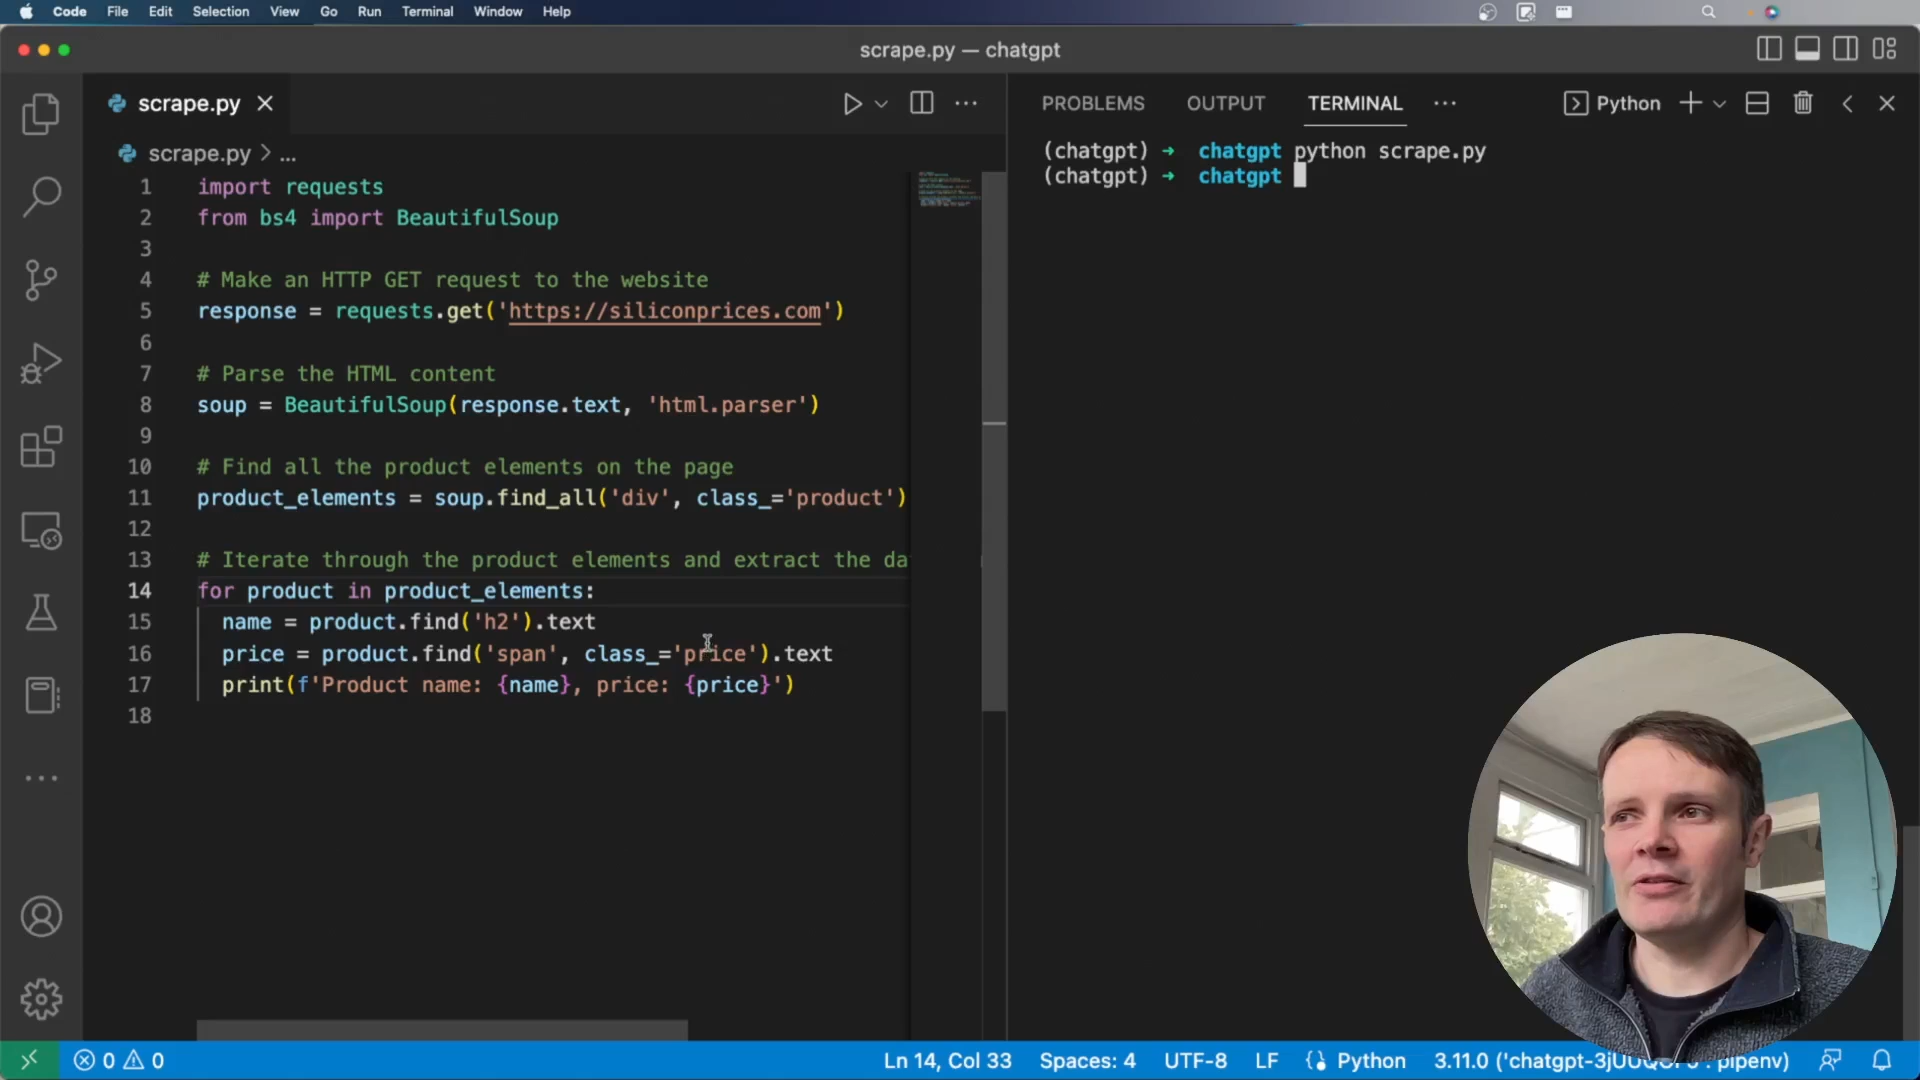 Code File Edit Selection View Go Run Terminal Window Help
scrape.py — chatgpt
scrape.py
PROBLEMS OUTPUT TERMINAL ··· Python
scrape.py > ...
(chatgpt) → chatgpt python scrape.py
(chatgpt) → chatgpt
1 import requests
2 from bs4 import BeautifulSoup
3
4 # Make an HTTP GET request to the website
5 response = requests.get('https://siliconprices.com')
6
7 # Parse the HTML content
8 soup = BeautifulSoup(response.text, 'html.parser')
9
10 # Find all the product elements on the page
11 product_elements = soup.find_all('div', class_='product')
12
13 # Iterate through the product elements and extract the da
14 for product in product_elements:
15 name = product.find('h2').text
16 price = product.find('span', class_='price').text
17 print(f'Product name: {name}, price: {price}')
18
0 0 Ln 14, Col 33 Spaces: 4 UTF-8 LF Python 3.11.0 pipenv)